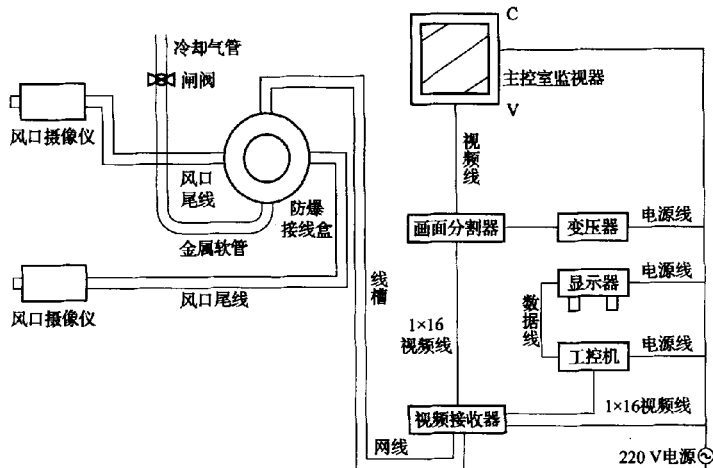 冷却气管
闸阀
风口摄像仪
风口
尾线
防爆
接线盒
金属软管
风口摄像仪
风口尾线
线槽
网线
C
主控室监视器
V
视频线
画面分割器
变压器
电源线
显示器
电源线
数据线
1×16
视频线
工控机
电源线
视频接收器
1×16视频线
220 V电源